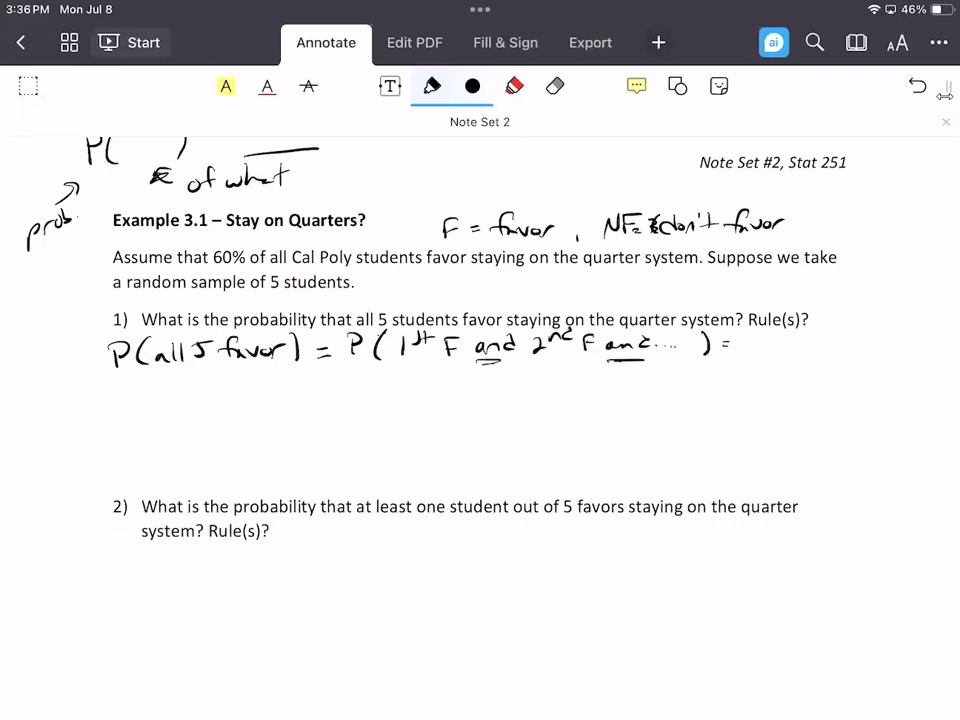 3:36 PM Mon Jul 8 46%
Start Annotate Edit PDF Fill & Sign Export + ai AA
A A A T
Note Set 2
P( )
of what
Note Set #2, Stat 251
prob.
Example 3.1 – Stay on Quarters? F = favor, NF = don't favor
Assume that 60% of all Cal Poly students favor staying on the quarter system. Suppose we take
a random sample of 5 students.
1) What is the probability that all 5 students favor staying on the quarter system? Rule(s)?
P(all 5 favor) = P( 1st F and 2nd F and .... ) =
2) What is the probability that at least one student out of 5 favors staying on the quarter
system? Rule(s)?